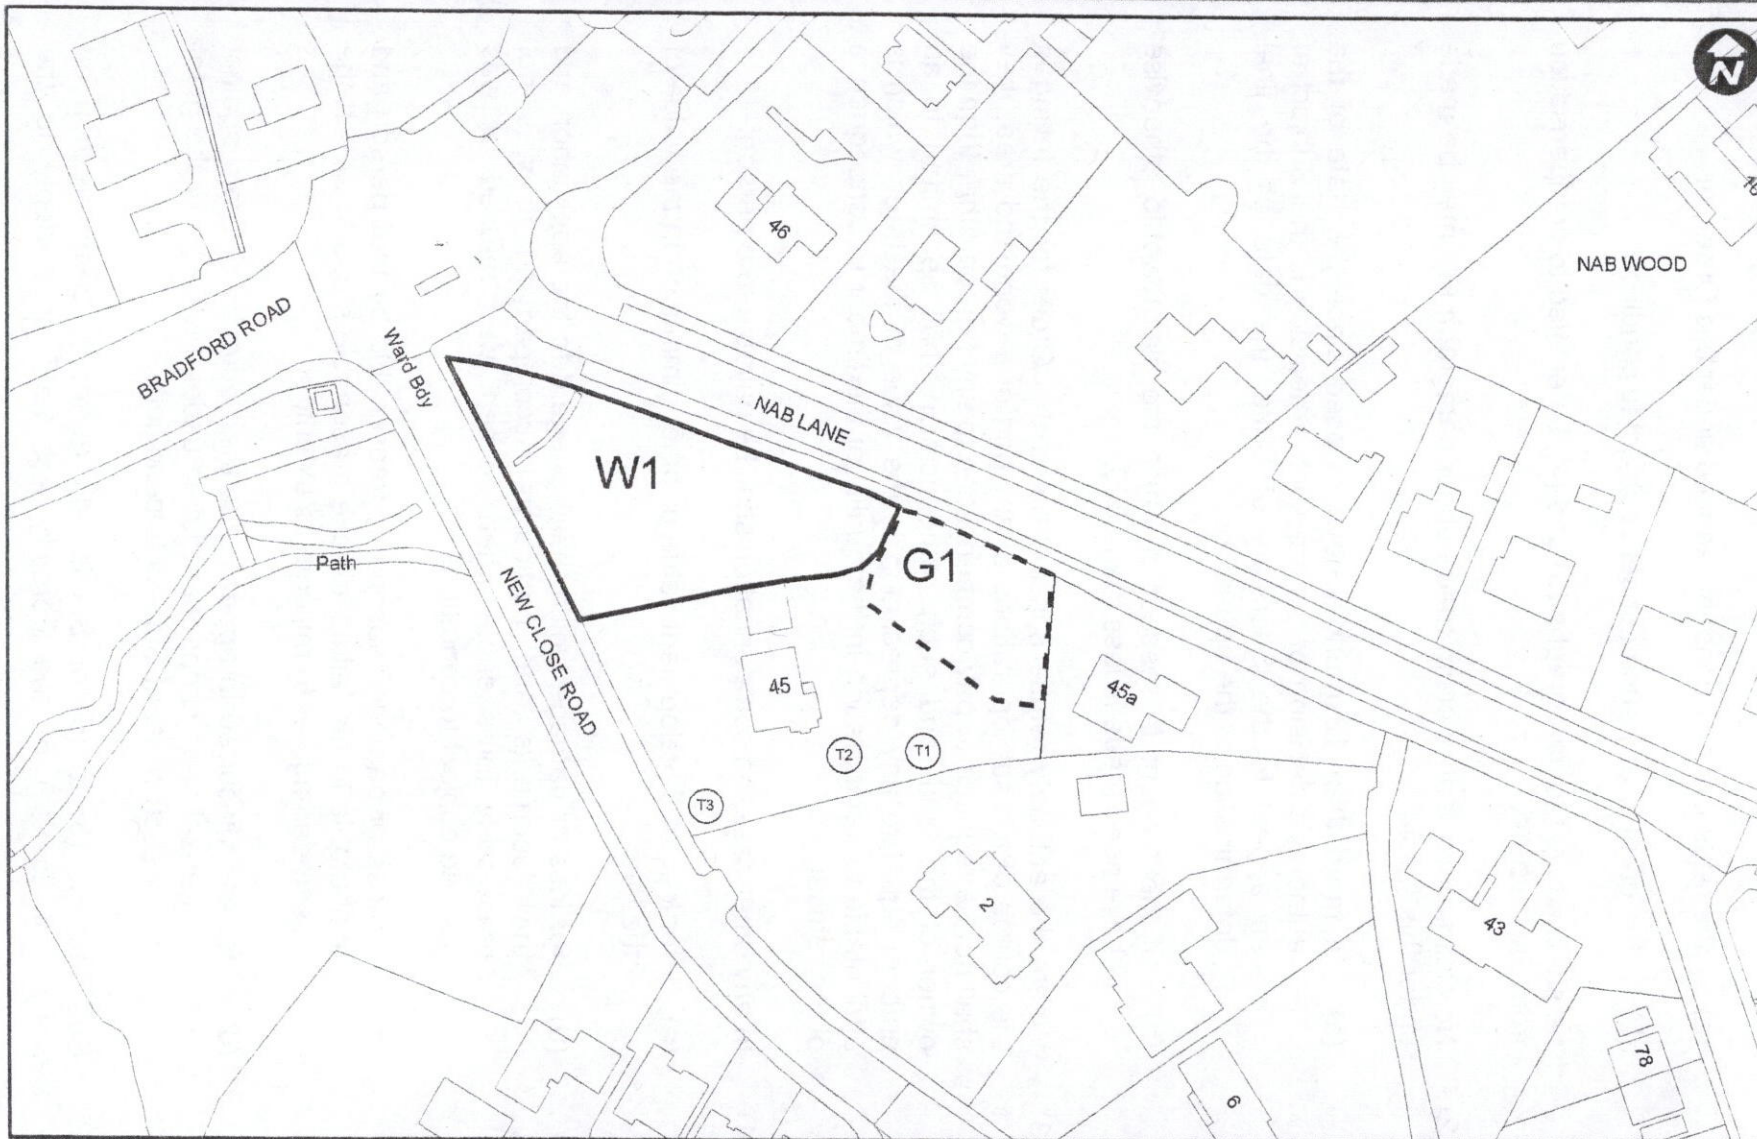 N
NAB WOOD
46
BRADFORD ROAD
Ward Bdy
NAB LANE
W1
G1
Path
NEW CLOSE ROAD
45
45a
T2
T1
T3
2
43
78
6